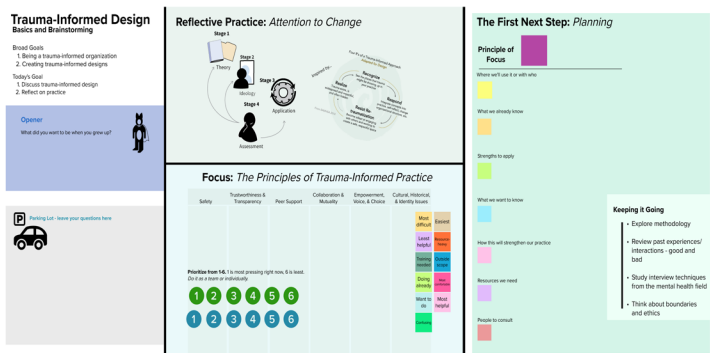 Trauma-Informed Design
Basics and Brainstorming
Broad Goals
1. Being a trauma-informed organization
2. Creating trauma-informed designs
Today's Goal
1. Discuss trauma-informed design
2. Reflect on practice
Opener
What did you want to be when you grew up?
P
Parking Lot - leave your questions here
Reflective Practice: Attention to Change
Stage 1
Theory
Stage 2
Ideology
Stage 3
Application
Stage 4
Assessment
Recognize
Respond
Resist Re-
traumatization
Realize
Focus: The Principles of Trauma-Informed Practice
Safety
Trustworthiness &
Transparency
Peer Support
Collaboration &
Mutuality
Empowerment,
Voice, & Choice
Cultural, Historical,
& Identity Issues
Most
difficult
Easiest
Least
helpful
Training
needed
Outside
scope
Doing
already
Want to
do
Most
helpful
Confusing
Prioritize from 1-6. 1 is most pressing right now, 6 is least.
Do it as a team or individually.
1 2 3 4 5 6
1 2 3 4 5 6
The First Next Step: Planning
Principle of
Focus
Where we'll use it or with who
What we already know
Strengths to apply
What we want to know
How this will strengthen our practice
Resources we need
People to consult
Keeping it Going
• Explore methodology
• Review past experiences/
interactions - good and
bad
• Study interview techniques
from the mental health field
• Think about boundaries
and ethics